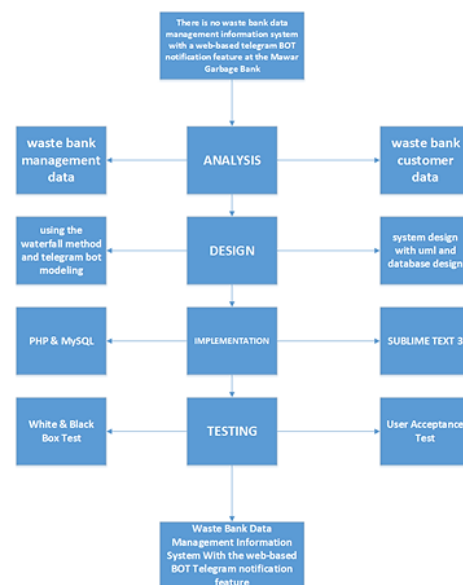 There is no waste bank data
management information system
with a web-based telegram BOT
notification feature at the Mawar
Garbage Bank
waste bank
management
data
ANALYSIS
waste bank
customer
data
using the
waterfall method
and telegram bot
modeling
DESIGN
system design
with uml and
database design
PHP & MySQL
IMPLEMENTATION
SUBLIME TEXT 3
White & Black
Box Test
TESTING
User Acceptance
Test
Waste Bank Data
Management Information
System With the web-based
BOT Telegram notification
feature